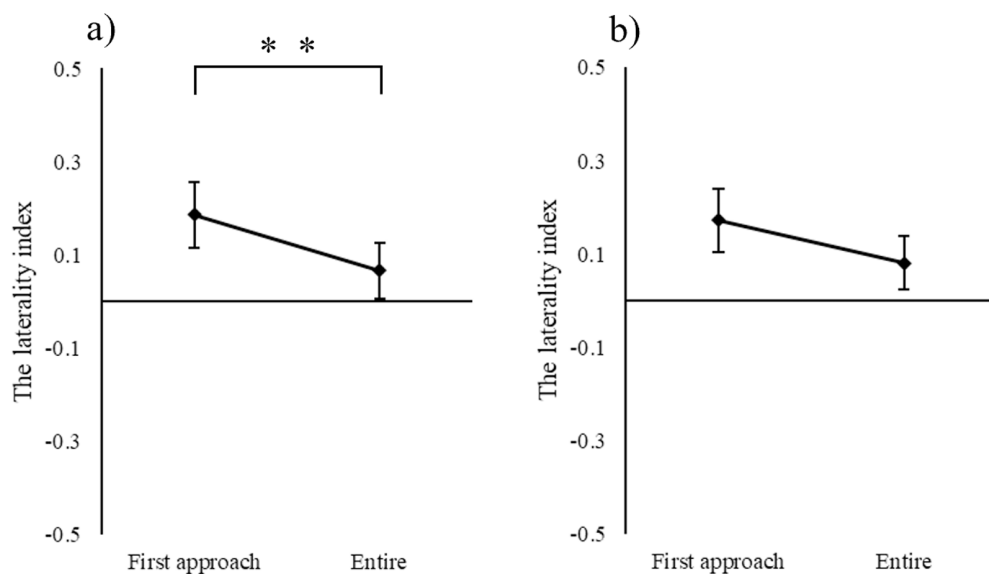 a)
* *
The laterality index
0.5
0.3
0.1
-0.1
-0.3
-0.5
First approach
Entire
b)
The laterality index
0.5
0.3
0.1
-0.1
-0.3
-0.5
First approach
Entire